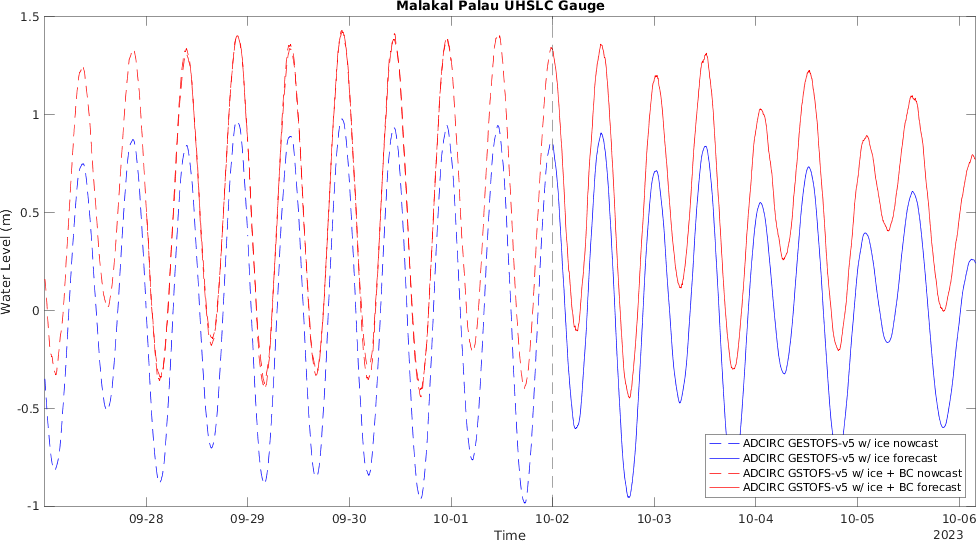 Malakal Palau UHSLC Gauge
1.5
1
0.5
0
-0.5
-1
Water Level (m)
ADCIRC GESTOFS-v5 w/ ice nowcast
ADCIRC GESTOFS-v5 w/ ice forecast
ADCIRC GSTOFS-v5 w/ ice + BC nowcast
ADCIRC GSTOFS-v5 w/ ice + BC forecast
09-28 09-29 09-30 10-01 10-02 10-03 10-04 10-05 10-06
Time 2023